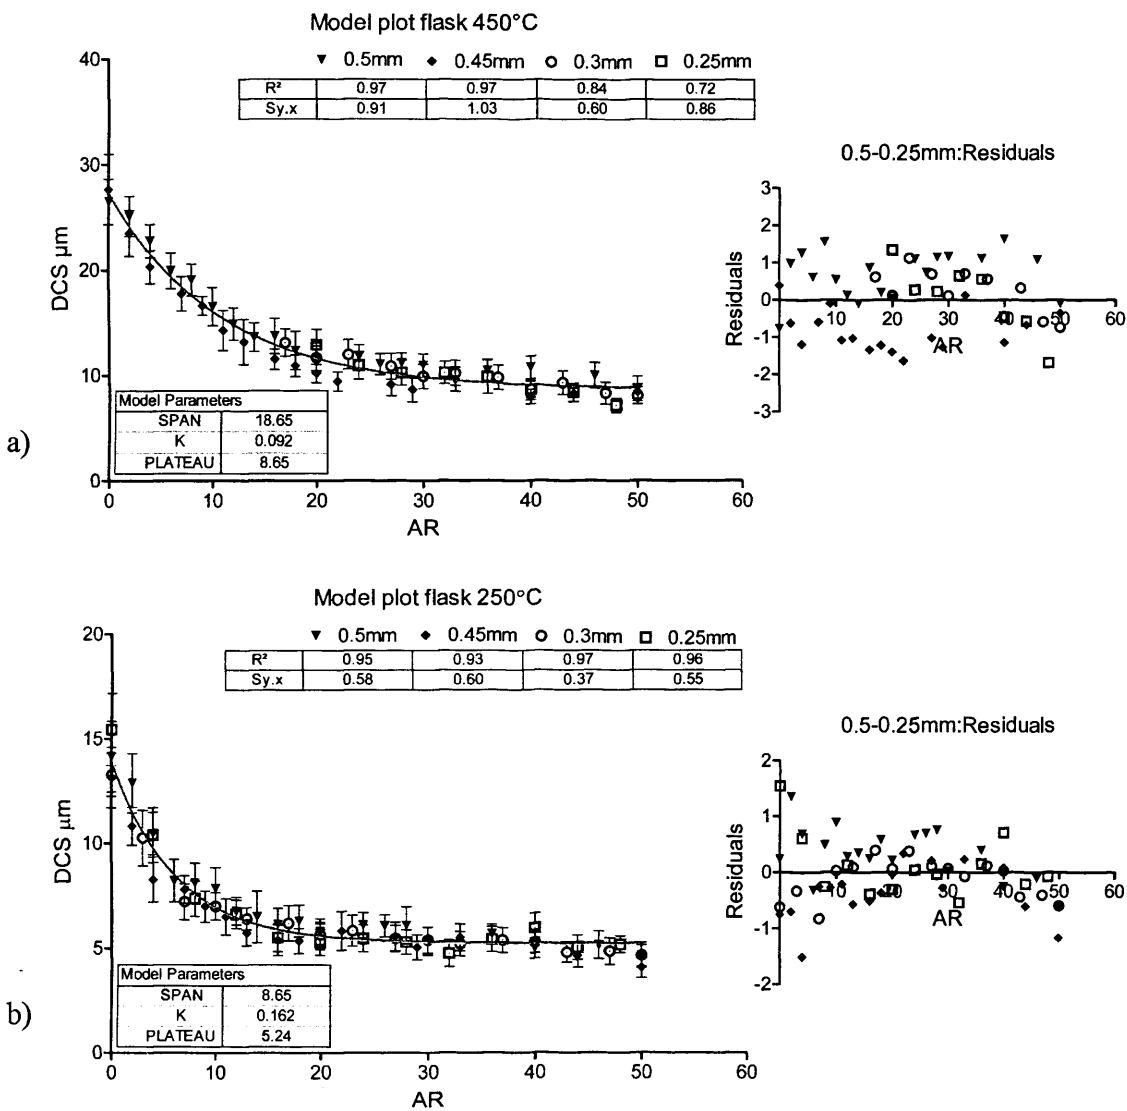 Model plot flask 450°C
0.5mm 0.45mm 0.3mm 0.25mm
R² 0.97 0.97 0.84 0.72
Sy.x 0.91 1.03 0.60 0.86
40
30
20
10
0
DCS µm
Model Parameters
SPAN 18.65
K 0.092
PLATEAU 8.65
0 10 20 30 40 50 60
AR
a)
0.5-0.25mm:Residuals
3
2
1
0
-1
-2
-3
Residuals
10 20 30 40 50 60
AR
Model plot flask 250°C
0.5mm 0.45mm 0.3mm 0.25mm
R² 0.95 0.93 0.97 0.96
Sy.x 0.58 0.60 0.37 0.55
20
15
10
5
0
DCS µm
Model Parameters
SPAN 8.65
K 0.162
PLATEAU 5.24
0 10 20 30 40 50 60
AR
b)
0.5-0.25mm:Residuals
2
1
0
-1
-2
Residuals
10 20 30 40 50 60
AR